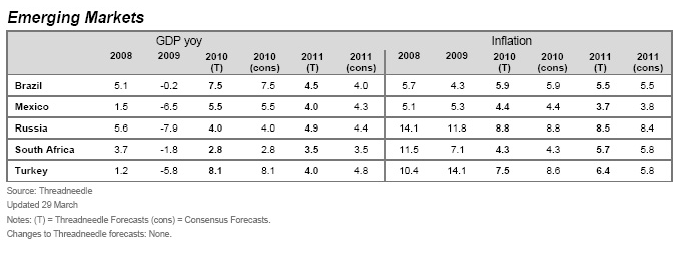 Emerging Markets
GDP yoy Inflation
2008 2009 2010 (T) 2010 (cons) 2011 (T) 2011 (cons) 2008 2009 2010 (T) 2010 (cons) 2011 (T) 2011 (cons)
Brazil 5.1 -0.2 7.5 7.5 4.5 4.0 5.7 4.3 5.9 5.9 5.5 5.5
Mexico 1.5 -6.5 5.5 5.5 4.0 4.3 5.1 5.3 4.4 4.4 3.7 3.8
Russia 5.6 -7.9 4.0 4.0 4.9 4.4 14.1 11.8 8.8 8.8 8.5 8.4
South Africa 3.7 -1.8 2.8 2.8 3.5 3.5 11.5 7.1 4.3 4.3 5.7 5.8
Turkey 1.2 -5.8 8.1 8.1 4.0 4.8 10.4 14.1 7.5 8.6 6.4 5.8
Source: Threadneedle
Updated 29 March
Notes: (T) = Threadneedle Forecasts (cons) = Consensus Forecasts.
Changes to Threadneedle forecasts: None.